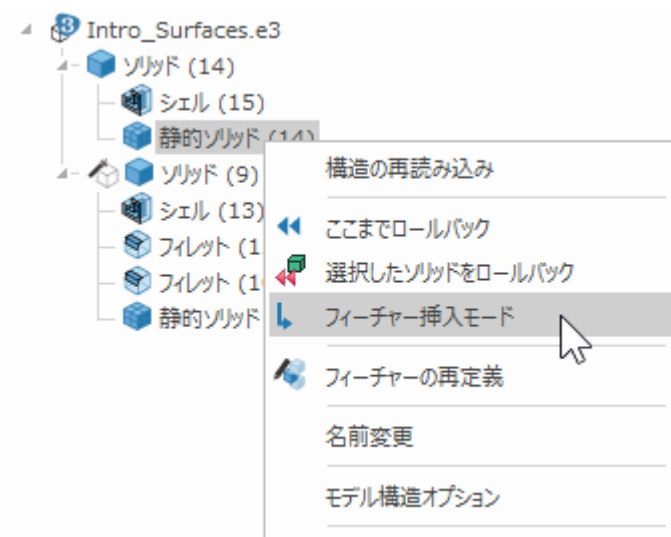 Intro_Surfaces.e3
ソリッド (14)
シェル (15)
静的ソリッド (14)
ソリッド (9)
シェル (13)
フィレット (1
フィレット (1
静的ソリッド
構造の再読み込み
ここまでロールバック
選択したソリッドをロールバック
フィーチャー挿入モード
フィーチャーの再定義
名前変更
モデル構造オプション